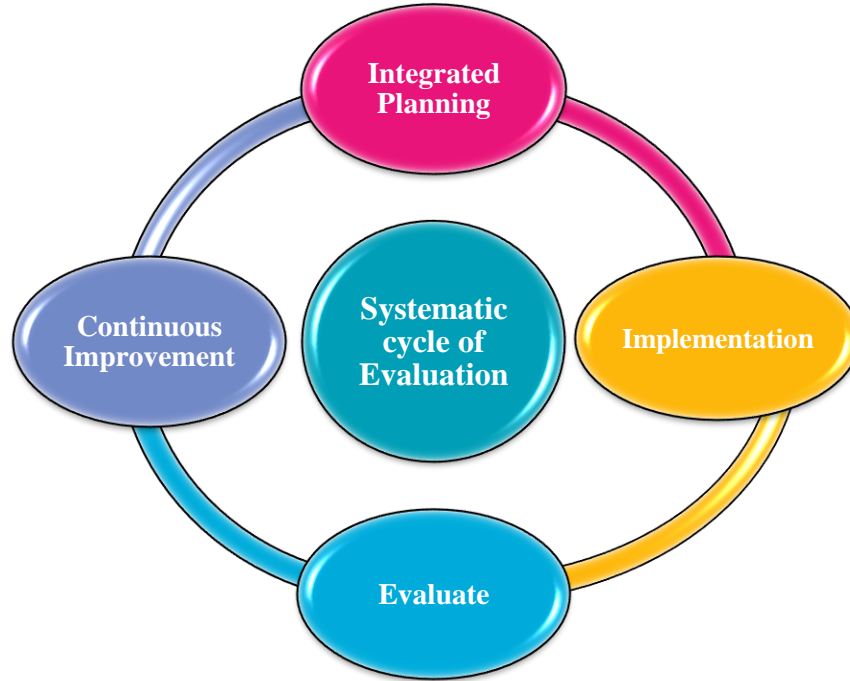 Integrated
Planning
Continuous
Improvement
Systematic
cycle of
Evaluation
Implementation
Evaluate